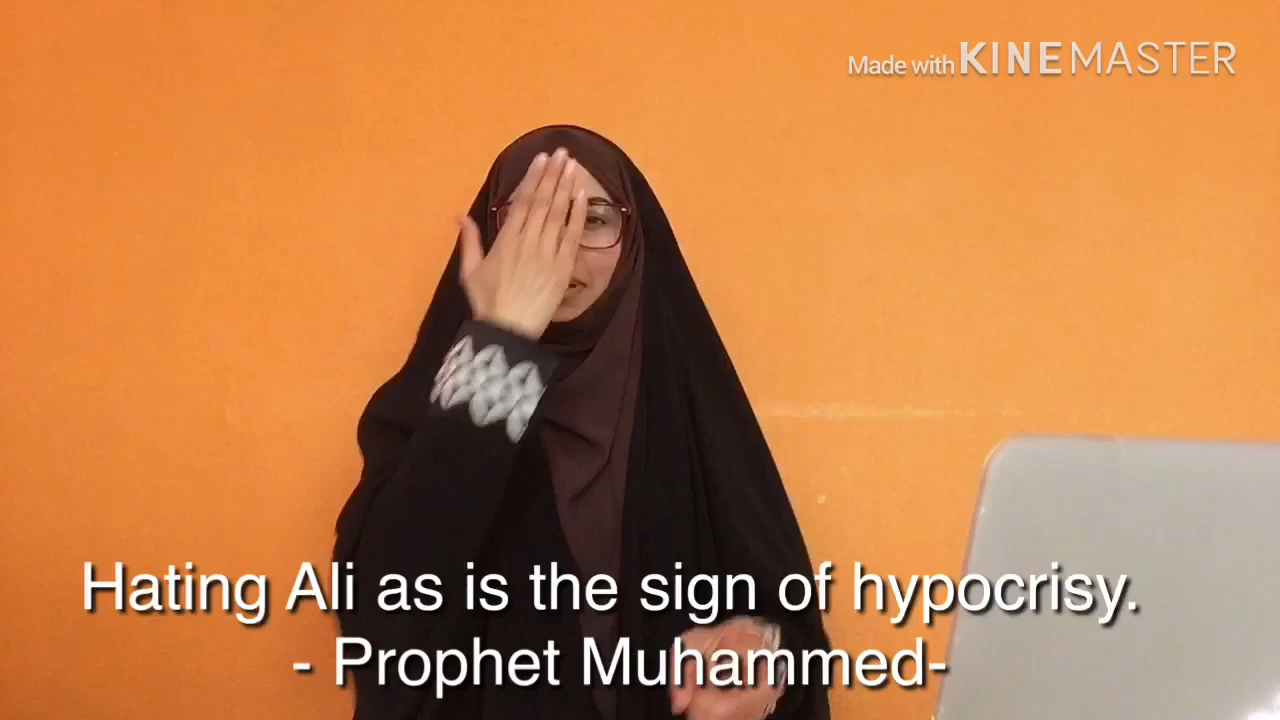 Made with KINEMASTER
Hating Ali as is the sign of hypocrisy.
- Prophet Muhammed-